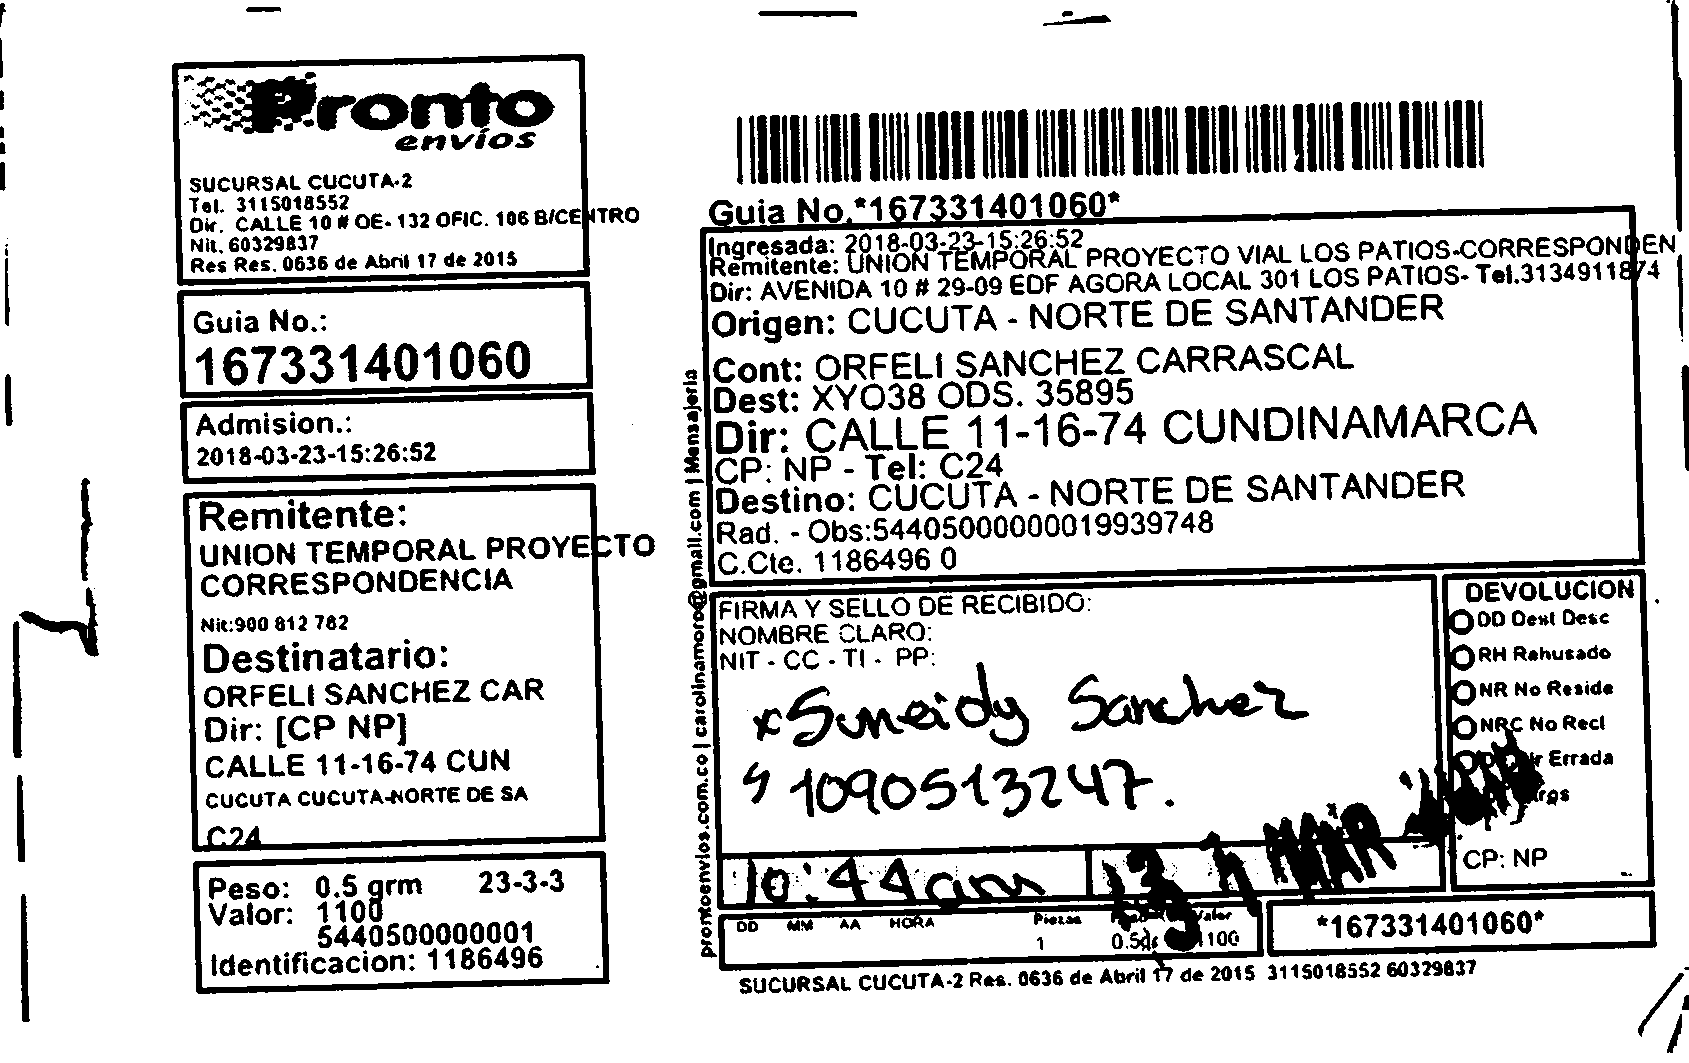 Pronto
envíos
SUCURSAL CUCUTA-2
Tel. 3115018552
Dir. CALLE 10 # OE- 132 OFIC. 106 B/CENTRO
Nit. 60329837
Res Res. 0636 de Abril 17 de 2015
Guia No.:
167331401060
Admision.:
2018-03-23-15:26:52
Remitente:
UNION TEMPORAL PROYECTO
CORRESPONDENCIA
Nit:900 812 782
Destinatario:
ORFELI SANCHEZ CAR
Dir: [CP NP]
CALLE 11-16-74 CUN
CUCUTA CUCUTA-NORTE DE SA
C24
Peso: 0.5 grm 23-3-3
Valor: 1100
5440500000001
Identificacion: 1186496
prontoenvios.com.co | carolinamoro@gmail.com | Mensajeria
Guia No.*167331401060*
Ingresada: 2018-03-23-15:26:52
Remitente: UNION TEMPORAL PROYECTO VIAL LOS PATIOS-CORRESPONDEN
Dir: AVENIDA 10 # 29-09 EDF AGORA LOCAL 301 LOS PATIOS- Tel.3134911874
Origen: CUCUTA - NORTE DE SANTANDER
Cont: ORFELI SANCHEZ CARRASCAL
Dest: XYO38 ODS. 35895
Dir: CALLE 11-16-74 CUNDINAMARCA
CP: NP - Tel: C24
Destino: CUCUTA - NORTE DE SANTANDER
Rad. - Obs:54405000000019939748
C.Cte. 1186496 0
FIRMA Y SELLO DE RECIBIDO:
NOMBRE CLARO:
NIT - CC - TI - PP:
x Suneidy Sanchez
1090513247.
10:44am
MAR
DD MM AA HORA Piezas Valor
1 0.5 1100
DEVOLUCION
DD Dest Desc
RH Rehusado
NR No Reside
NRC No Recl
Errada
CP: NP
*167331401060*
SUCURSAL CUCUTA-2 Res. 0636 de Abril 17 de 2015 3115018552 60329837